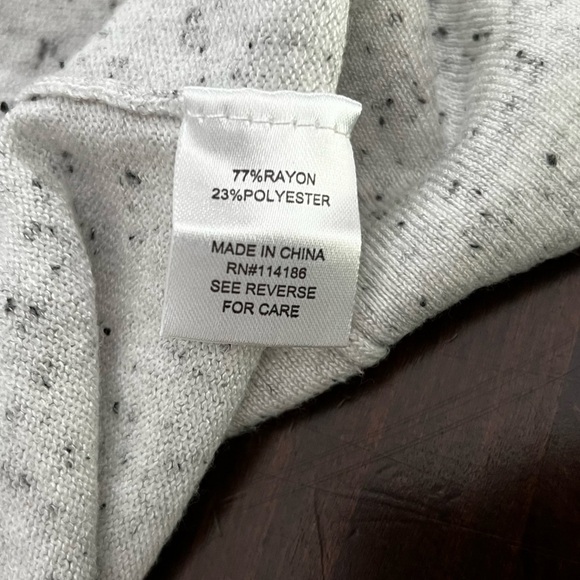 77%RAYON
23%POLYESTER
MADE IN CHINA
RN#114186
SEE REVERSE
FOR CARE